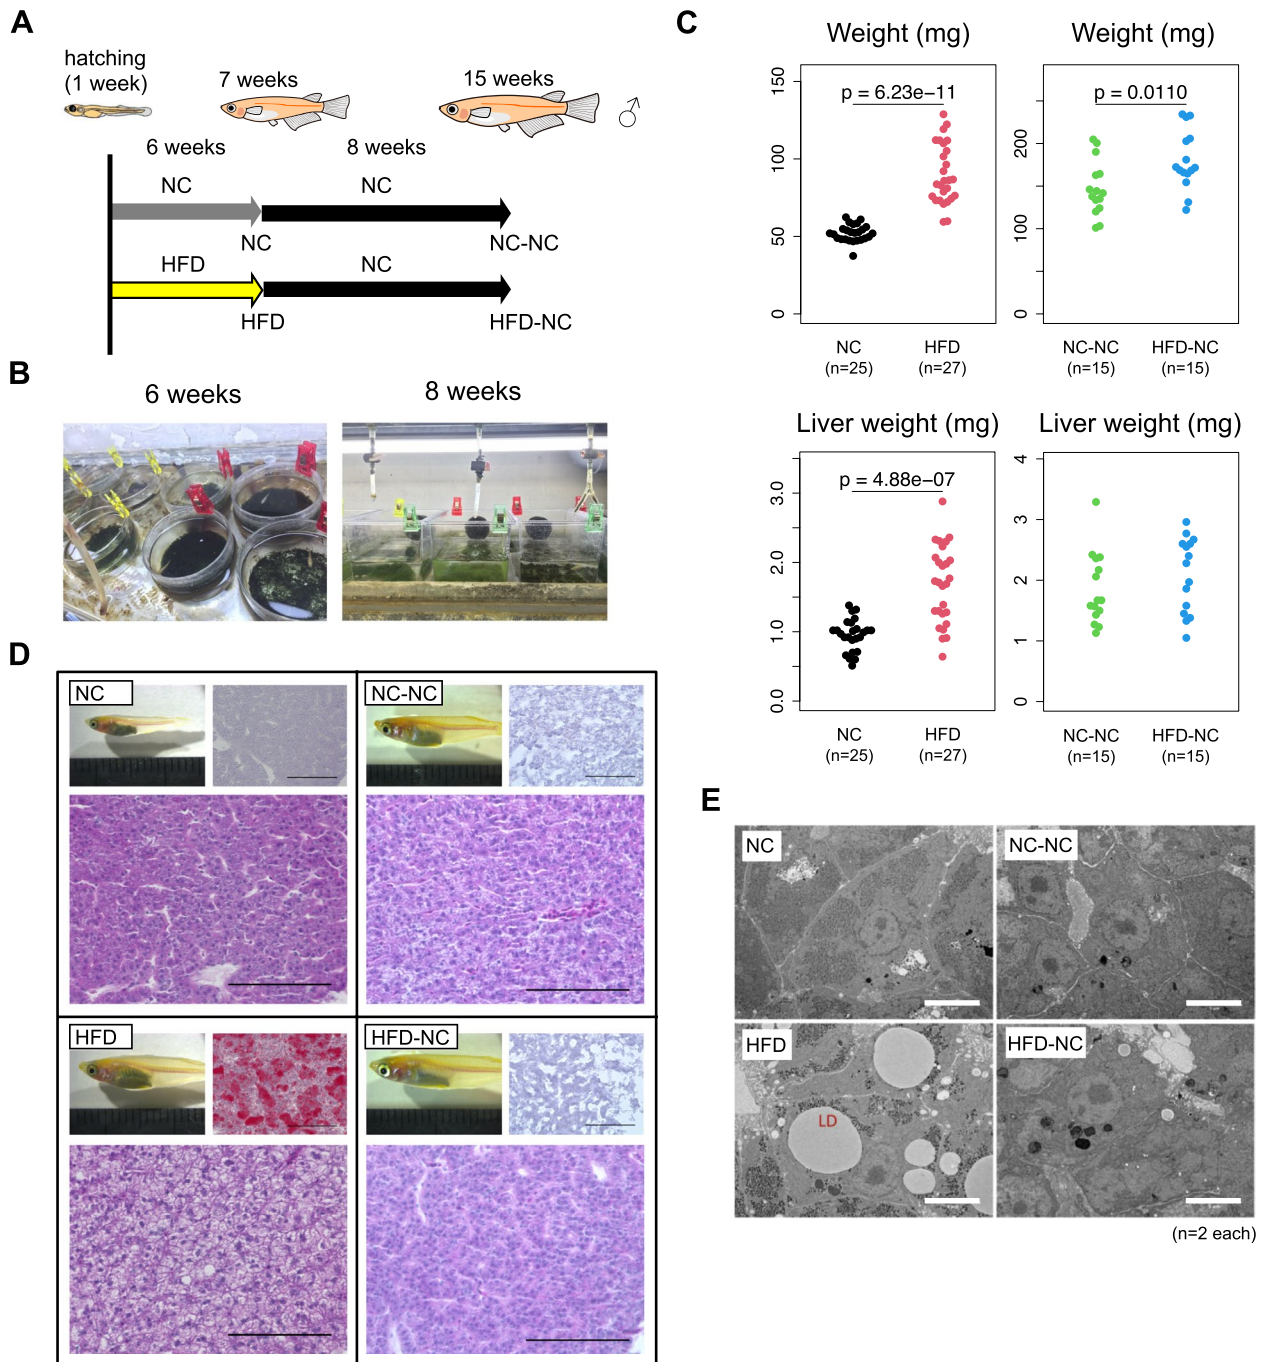 A
hatching
(1 week)
7 weeks
15 weeks
♂
6 weeks
8 weeks
NC
NC
NC
NC-NC
HFD
NC
HFD
HFD-NC
B
6 weeks
8 weeks
C
Weight (mg)
p = 6.23e−11
150
100
50
0
NC
(n=25)
HFD
(n=27)
Weight (mg)
p = 0.0110
200
100
0
NC-NC
(n=15)
HFD-NC
(n=15)
Liver weight (mg)
p = 4.88e−07
3.0
2.0
1.0
0.0
NC
(n=25)
HFD
(n=27)
Liver weight (mg)
4
3
2
1
0
NC-NC
(n=15)
HFD-NC
(n=15)
D
NC
NC-NC
HFD
HFD-NC
E
NC
NC-NC
HFD
LD
HFD-NC
(n=2 each)